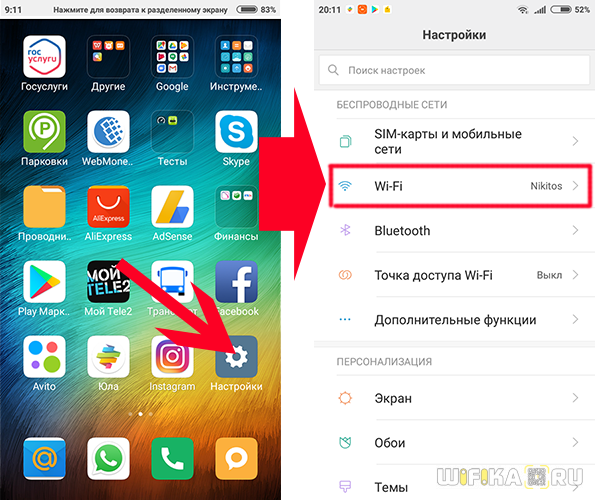 9:11 Нажмите для возврата к разделенному экрану 83%
гос
услуги
Госуслуги Другие Google Инструме..
Парковки WebMone.. Тесты Skype
AliExpress
Проводни.. AliExpress AdSense Финансы
МОЙ
TELE2
Play Марк.. Мой Tele2 Транспорт Facebook
Avito Юла Instagram Настройки
20:11 52%
Настройки
Поиск настроек
БЕСПРОВОДНЫЕ СЕТИ
SIM-карты и мобильные
сети
Wi-Fi Nikitos
Bluetooth
Точка доступа Wi-Fi Выкл
Дополнительные функции
ПЕРСОНАЛИЗАЦИЯ
Экран
Обои
Темы
WIFIKA.RU